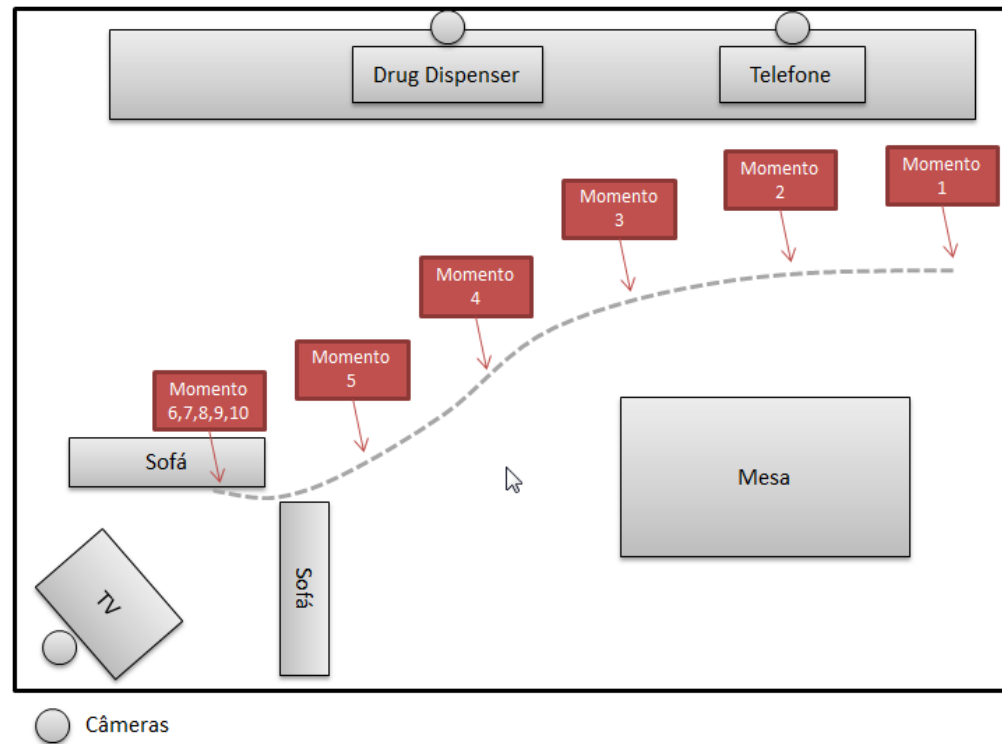 Drug Dispenser
Telefone
Momento
1
Momento
2
Momento
3
Momento
4
Momento
5
Momento
6,7,8,9,10
Sofá
Mesa
Sofá
TV
Câmeras